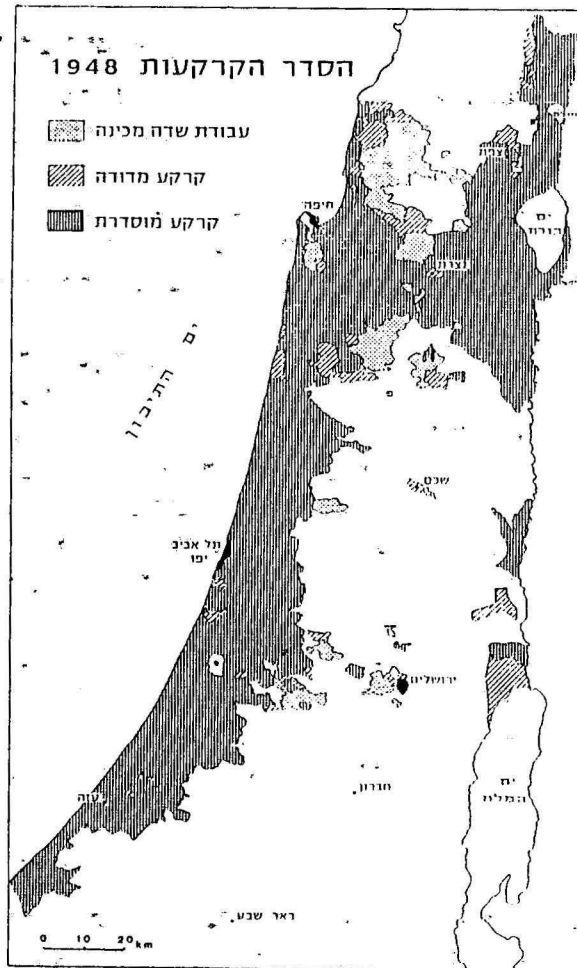 הסדר הקרקעות 1948
עבודת שדה מכינה
קרקע מדודה
קרקע מוסדרת
צפת
חיפה
ים
כנרת
נצרת
ים התיכון
שכם
תל אביב
יפו
ירושלים
ים
המלח
חברון
עזה
באר שבע
0 10 20 km